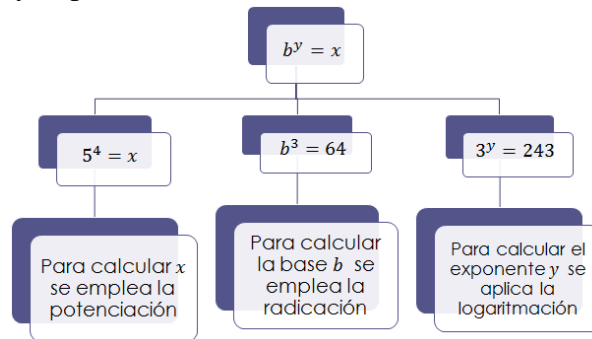 b^y = x
5^4 = x
b^3 = 64
3^y = 243
Para calcular x
se emplea la
potenciación
Para calcular
la base b se
emplea la
radicación
Para calcular el
exponente y se
aplica la
logaritmación